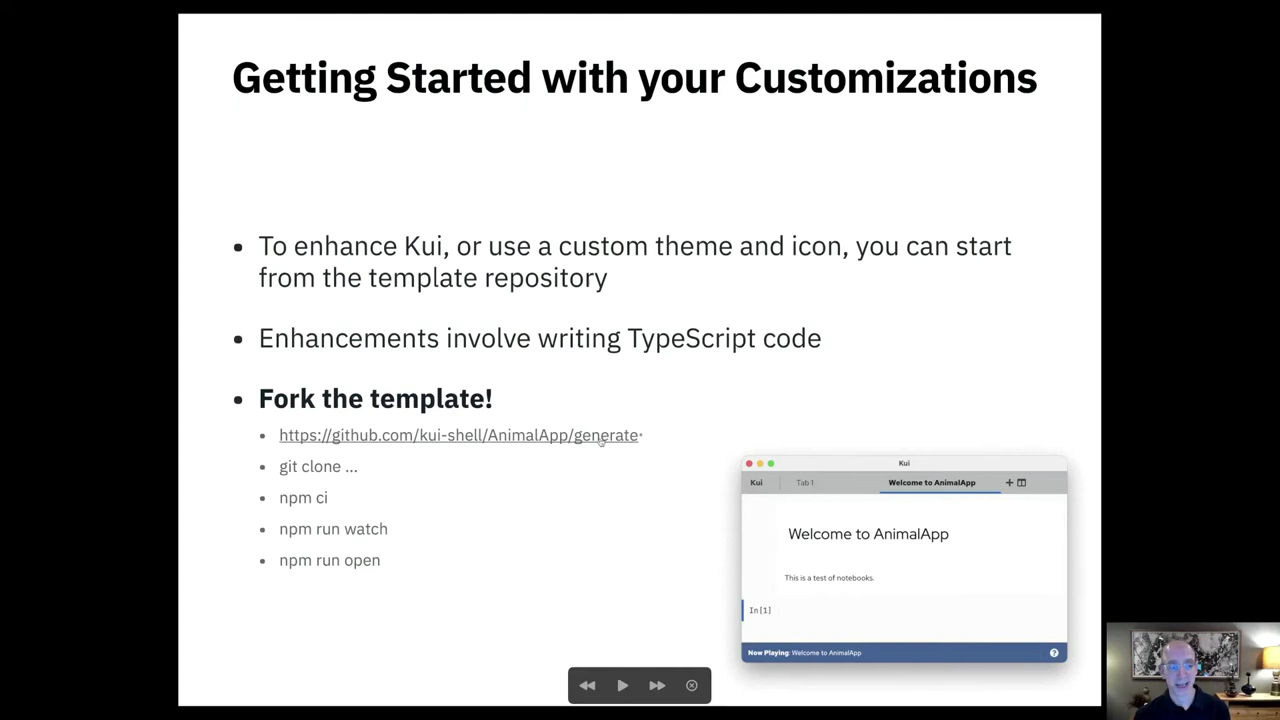 Getting Started with your Customizations
• To enhance Kui, or use a custom theme and icon, you can start
from the template repository
• Enhancements involve writing TypeScript code
• Fork the template!
• https://github.com/kui-shell/AnimalApp/generate
• git clone ...
• npm ci
• npm run watch
• npm run open
Kui
Kui Tab 1 Welcome to AnimalApp
Welcome to AnimalApp
This is a test of notebooks.
In[1]
Now Playing: Welcome to AnimalApp